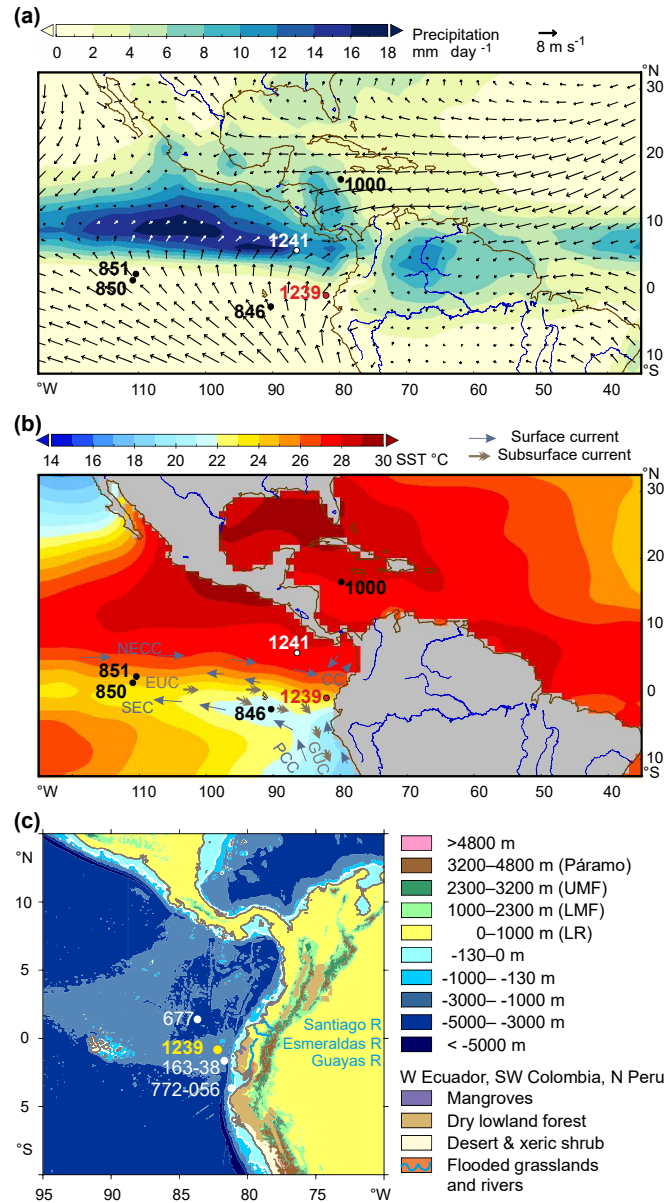 (a)
0 2 4 6 8 10 12 14 16 18
Precipitation
mm day -1
8 m s-1
°N
30
20
10
0
10
°S
1000
1241
851
850
1239
846
°W 110 100 90 80 70 60 50 40
(b)
14 16 18 20 22 24 26 28 30 SST °C
Surface current
Subsurface current
°N
30
20
10
0
10
°S
1000
1241
NECC
851
850
EUC
CC
1239
SEC
846
PCC
GUC
°W 110 100 90 80 70 60 50 40
(c)
°N
10
5
0
5
°S
677
1239
163-38
772-056
Santiago R
Esmeraldas R
Guayas R
95 90 85 80 75 °W
>4800 m
3200–4800 m (Páramo)
2300–3200 m (UMF)
1000–2300 m (LMF)
0–1000 m (LR)
-130–0 m
-1000– -130 m
-3000– -1000 m
-5000– -3000 m
< -5000 m
W Ecuador, SW Colombia, N Peru
Mangroves
Dry lowland forest
Desert & xeric shrub
Flooded grasslands
and rivers